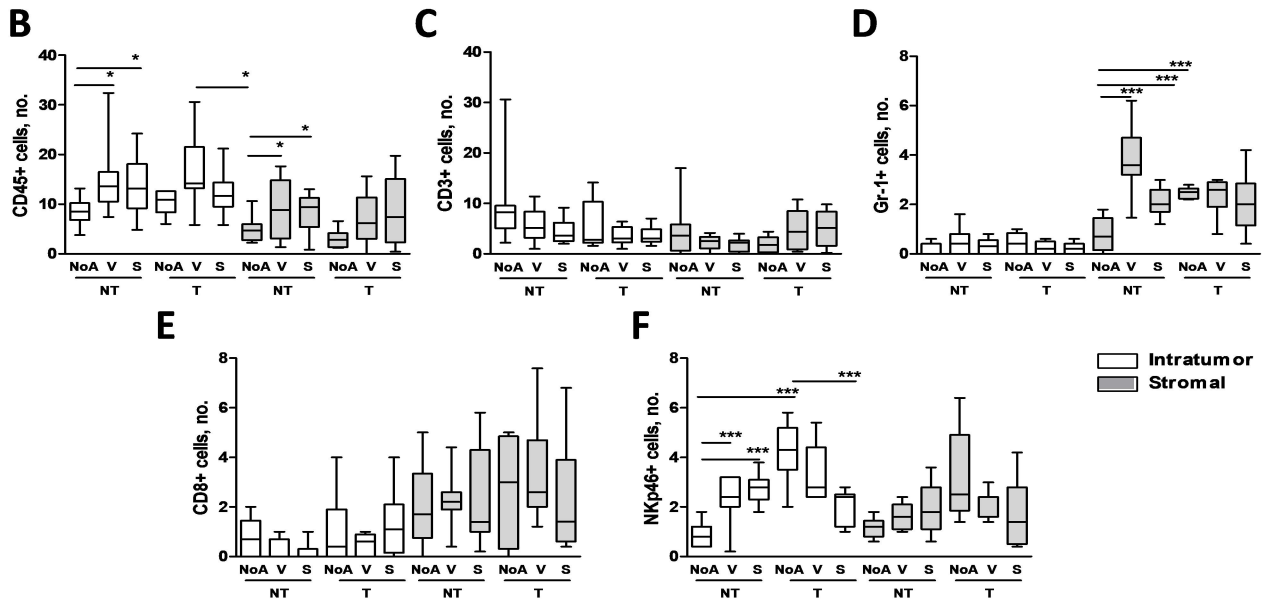 B
CD45+ cells, no.
40
30
20
10
0
*
*
*
*
*
NoA V S NoA V S NoA V S NoA V S
NT T NT T
C
CD3+ cells, no.
40
30
20
10
0
NoA V S NoA V S NoA V S NoA V S
NT T NT T
D
Gr-1+ cells, no.
8
6
4
2
0
***
***
***
NoA V S NoA V S NoA V S NoA V S
NT T NT T
E
CD8+ cells, no.
8
6
4
2
0
NoA V S NoA V S NoA V S NoA V S
NT T NT T
F
NKp46+ cells, no.
8
6
4
2
0
***
***
***
***
NoA V S NoA V S NoA V S NoA V S
NT T NT T
Intratumor
Stromal